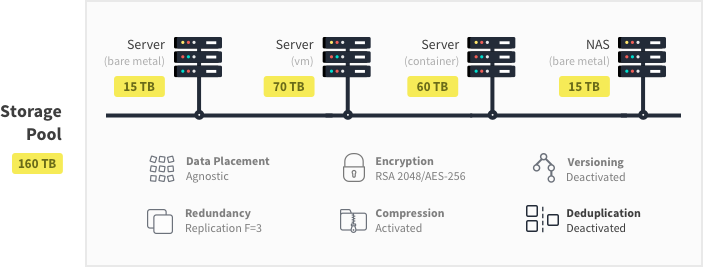 Server
(bare metal)
15 TB
Server
(vm)
70 TB
Server
(container)
60 TB
NAS
(bare metal)
15 TB
Storage
Pool
160 TB
Data Placement
Agnostic
Encryption
RSA 2048/AES-256
Versioning
Deactivated
Redundancy
Replication F=3
Compression
Activated
Deduplication
Deactivated